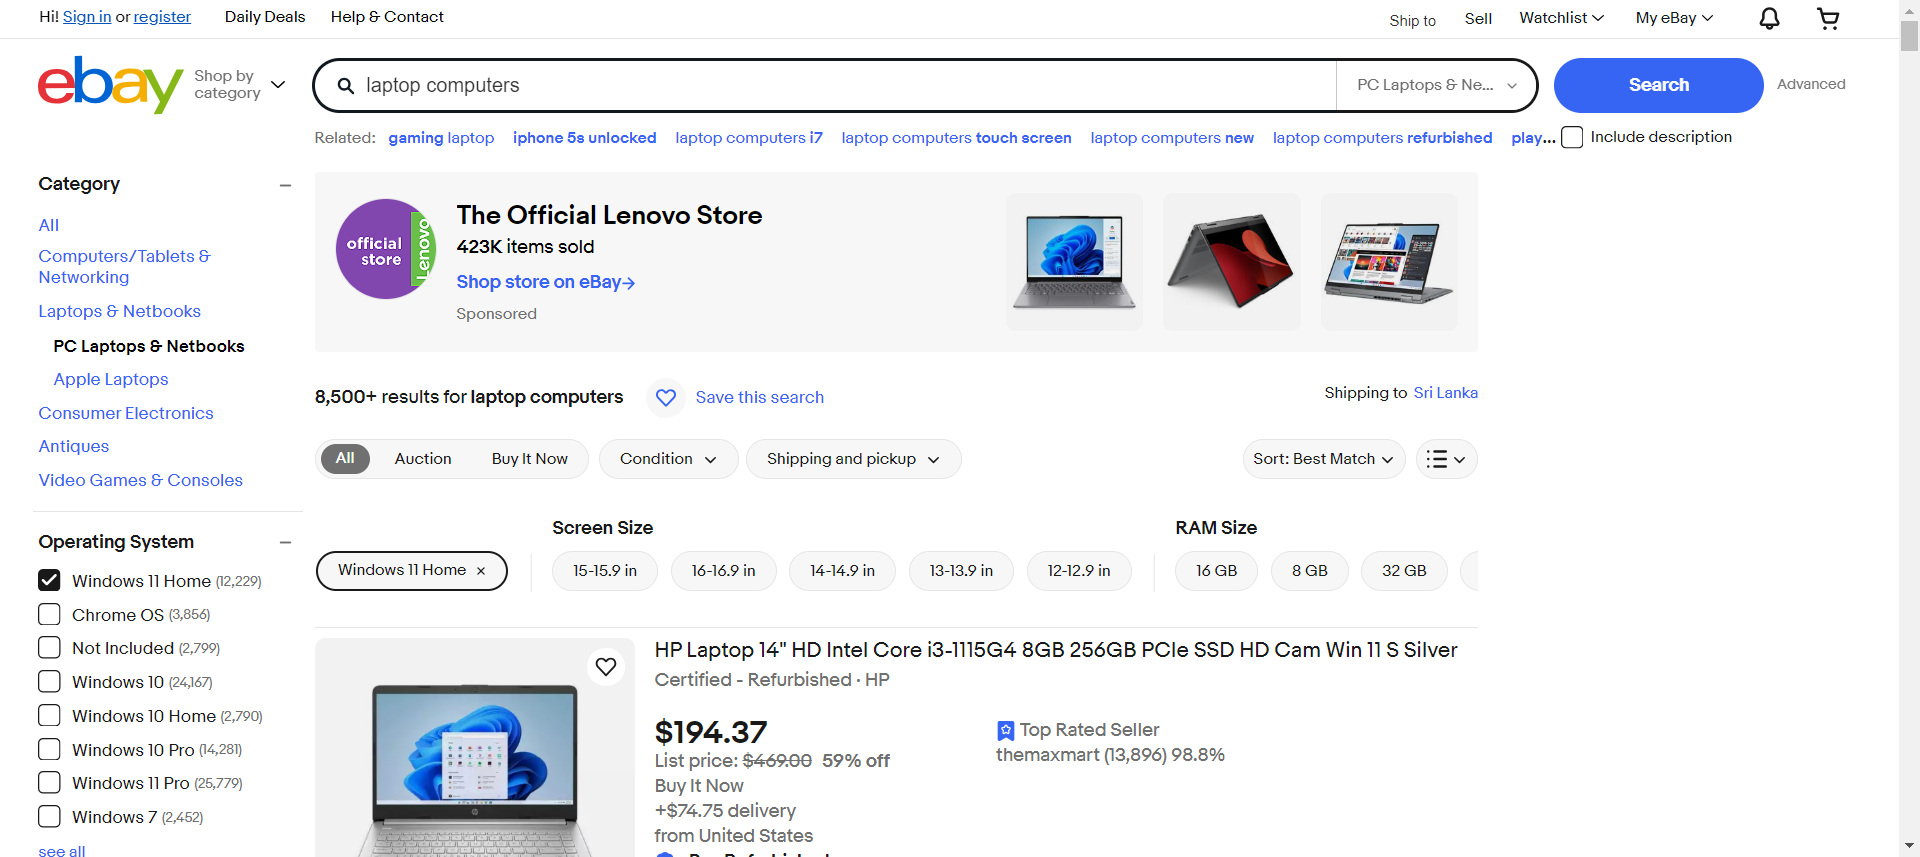 Hi! Sign in or register Daily Deals Help & Contact Ship to Sell Watchlist My eBay
ebay Shop by category laptop computers PC Laptops & Ne... Search Advanced
Related: gaming laptop iphone 5s unlocked laptop computers i7 laptop computers touch screen laptop computers new laptop computers refurbished play... Include description
Category
All
Computers/Tablets &
Networking
Laptops & Netbooks
PC Laptops & Netbooks
Apple Laptops
Consumer Electronics
Antiques
Video Games & Consoles
Operating System
Windows 11 Home (12,229)
Chrome OS (3,856)
Not Included (2,799)
Windows 10 (24,167)
Windows 10 Home (2,790)
Windows 10 Pro (14,281)
Windows 11 Pro (25,779)
Windows 7 (2,452)
see all
official
store
Lenovo
The Official Lenovo Store
423K items sold
Shop store on eBay
Sponsored
8,500+ results for laptop computers Save this search Shipping to Sri Lanka
All Auction Buy It Now Condition Shipping and pickup Sort: Best Match
Screen Size RAM Size
Windows 11 Home 15-15.9 in 16-16.9 in 14-14.9 in 13-13.9 in 12-12.9 in 16 GB 8 GB 32 GB
HP Laptop 14" HD Intel Core i3-1115G4 8GB 256GB PCIe SSD HD Cam Win 11 S Silver
Certified - Refurbished · HP
$194.37
List price: $469.00 59% off
Buy It Now
+$74.75 delivery
from United States
Top Rated Seller
themaxmart (13,896) 98.8%